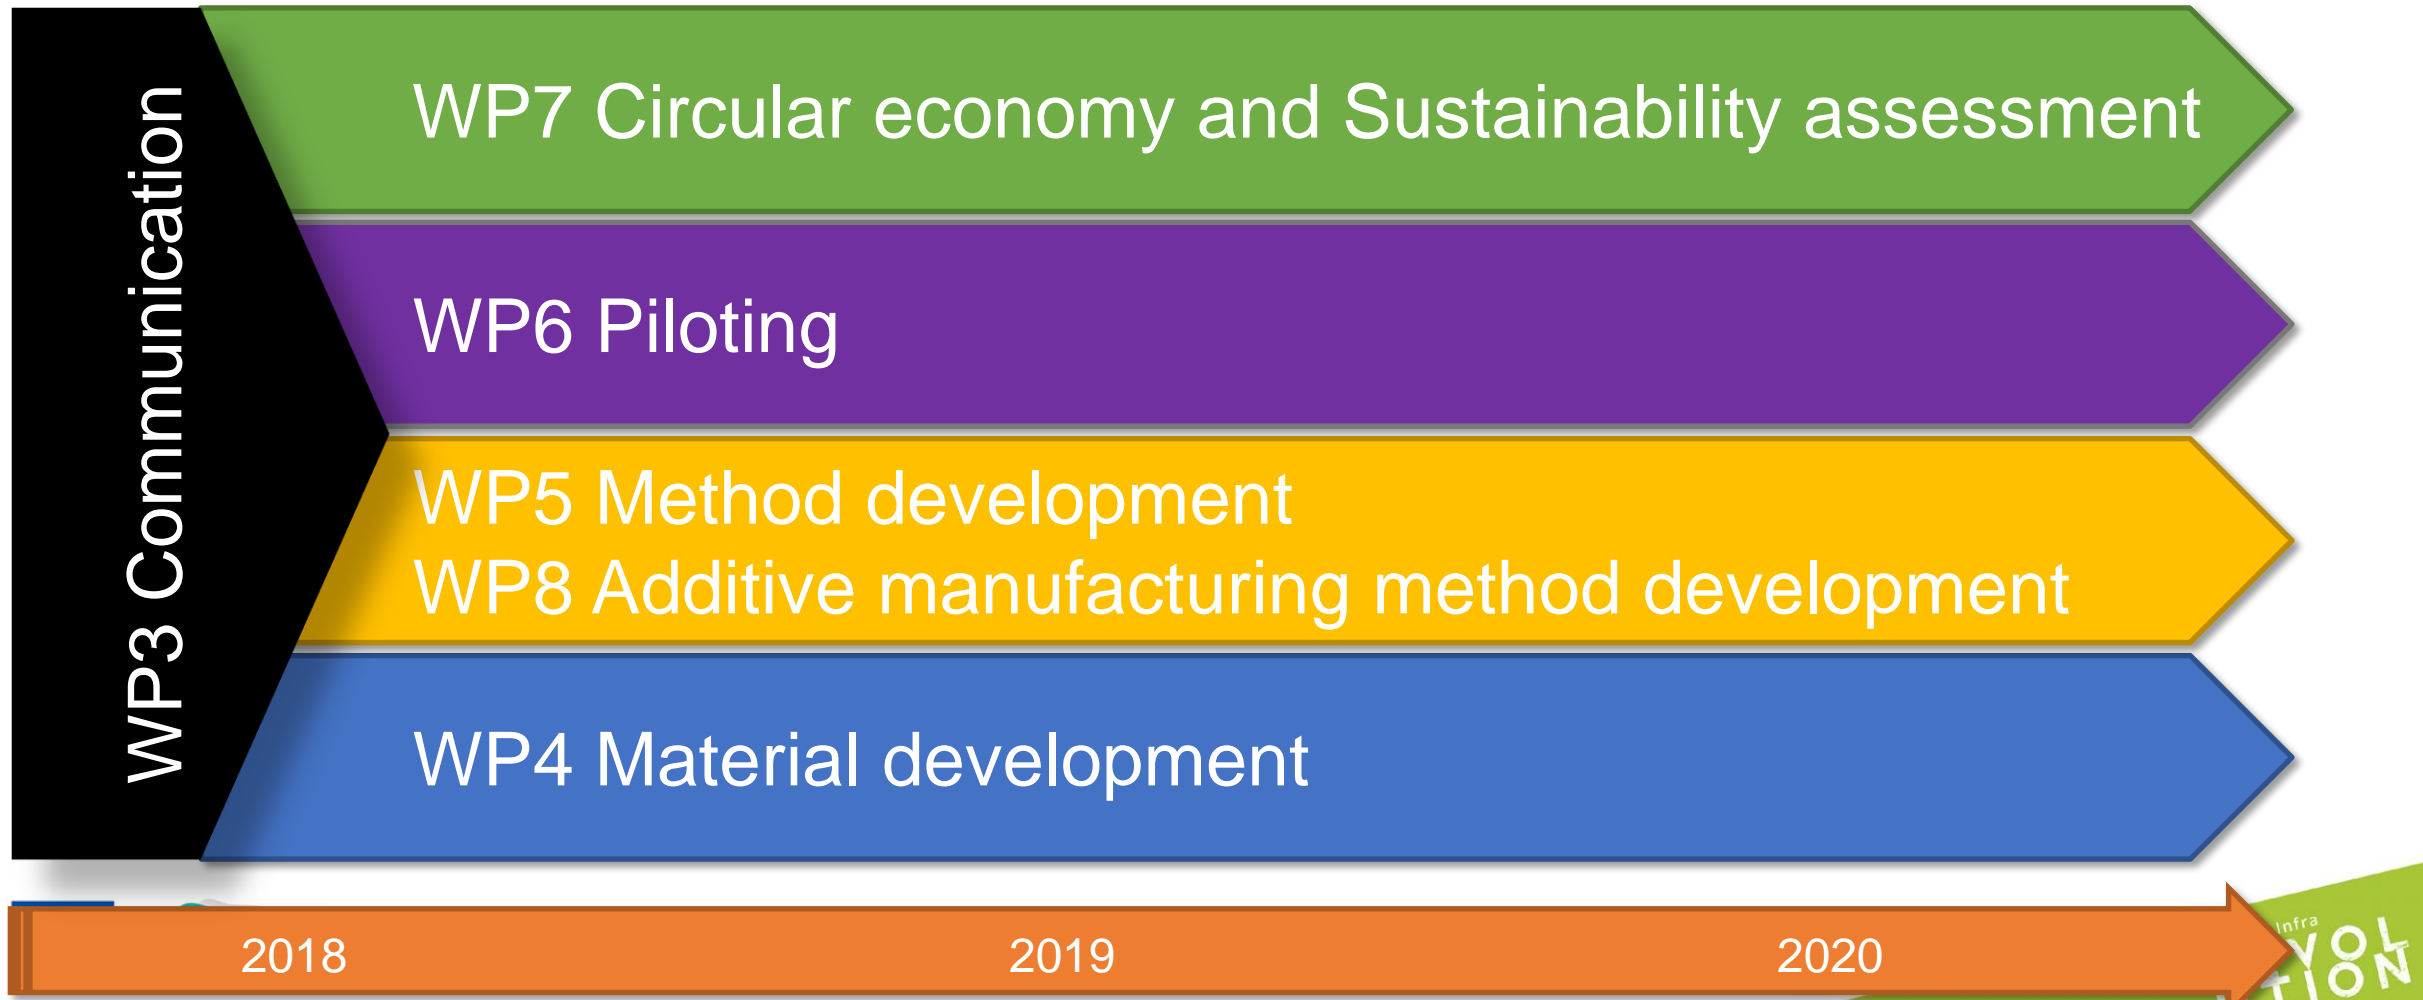 WP3 Communication
WP7 Circular economy and Sustainability assessment
WP6 Piloting
WP5 Method development
WP8 Additive manufacturing method development
WP4 Material development
2018
2019
2020
Infra